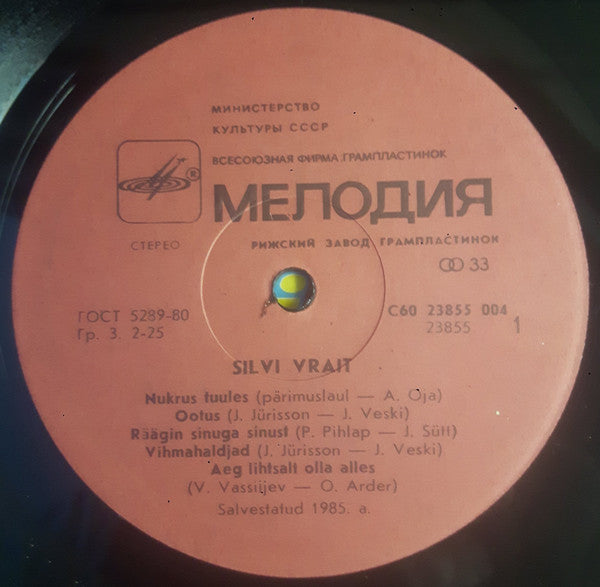 МИНИСТЕРСТВО
КУЛЬТУРЫ СССР
ВСЕСОЮЗНАЯ ФИРМА ГРАМПЛАСТИНОК
®
МЕЛОДИЯ
СТЕРЕО
РИЖСКИЙ ЗАВОД ГРАМПЛАСТИНОК
33
ГОСТ 5289-80
Гр. 3. 2-25
С60 23855 004
23855
1
SILVI VRAIT
Nukrus tuules (pärimuslaul — A. Oja)
Ootus (J. Jürisson — J. Veski)
Räägin sinuga sinust (P. Pihlap — J. Sütt)
Vihmahaldjad (J. Jürisson — J. Veski)
Aeg lihtsalt olla alles
(V. Vassiljev — O. Arder)
Salvestatud 1985. a.